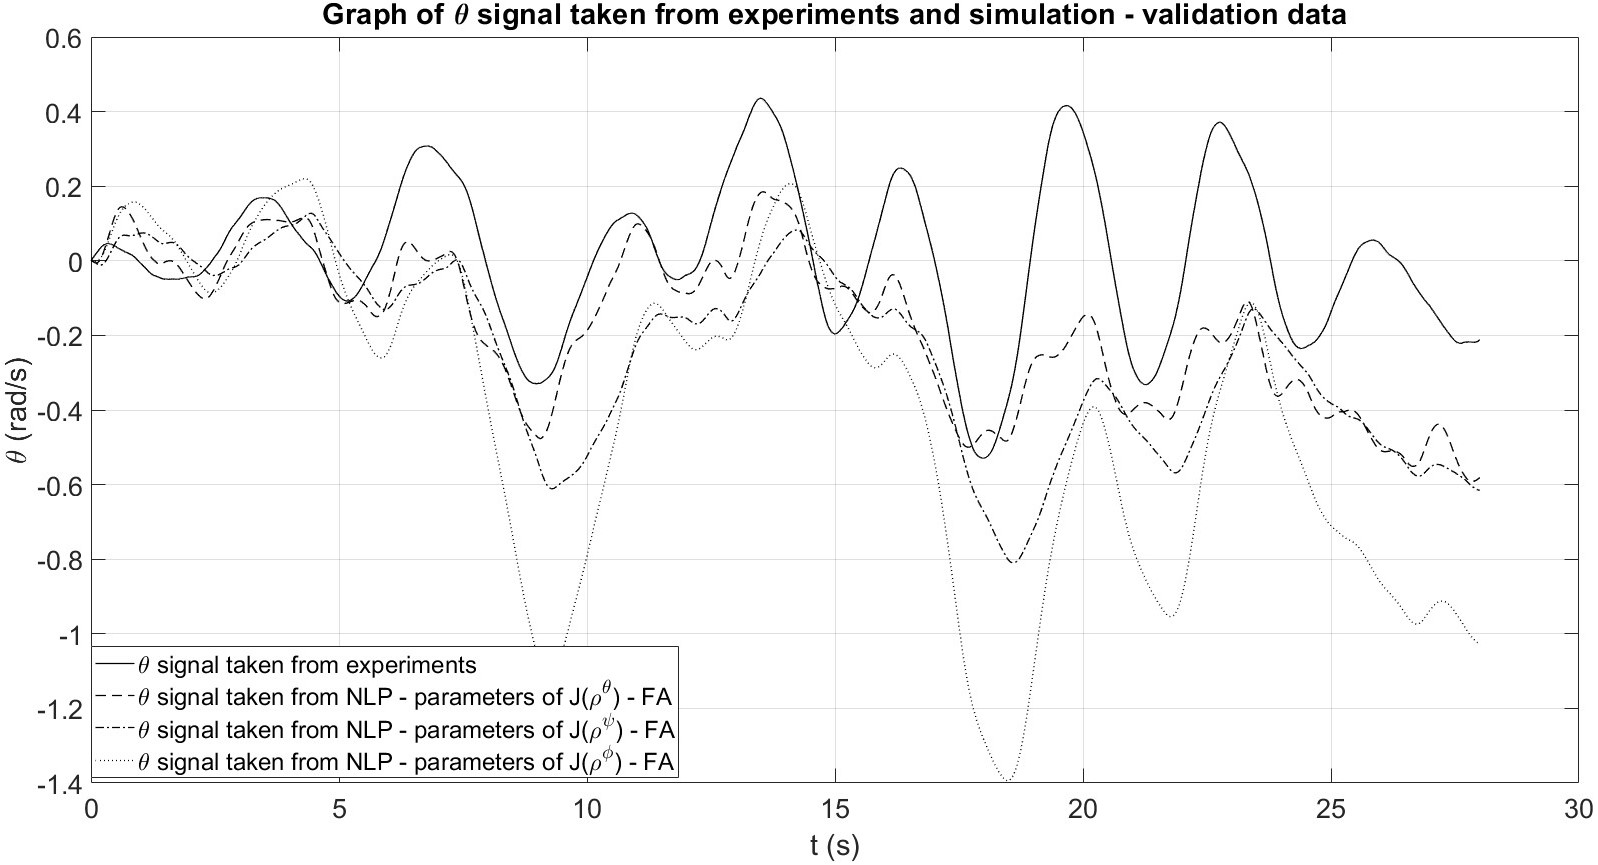 Graph of θ signal taken from experiments and simulation - validation data
0.6
0.4
0.2
0
-0.2
-0.4
-0.6
-0.8
-1
-1.2
-1.4
θ (rad/s)
θ signal taken from experiments
θ signal taken from NLP - parameters of J(ρ^θ) - FA
θ signal taken from NLP - parameters of J(ρ^ψ) - FA
θ signal taken from NLP - parameters of J(ρ^ϕ) - FA
0 5 10 15 20 25 30
t (s)